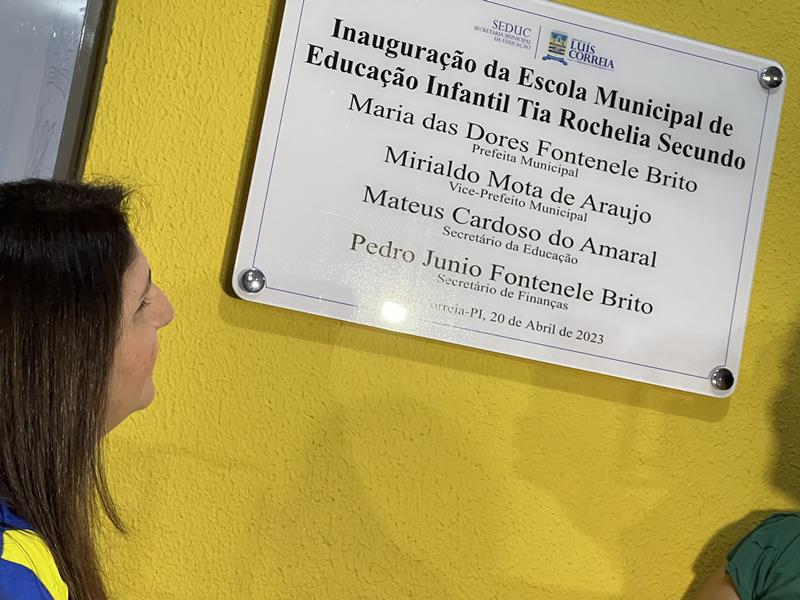 SEDUC
SECRETARIA MUNICIPAL
DA EDUCAÇÃO
LUÍS
CORREIA
Inauguração da Escola Municipal de
Educação Infantil Tia Rochelia Secundo
Maria das Dores Fontenele Brito
Prefeita Municipal
Mirialdo Mota de Araujo
Vice-Prefeito Municipal
Mateus Cardoso do Amaral
Secretário da Educação
Pedro Junio Fontenele Brito
Secretário de Finanças
Correia-PI, 20 de Abril de 2023